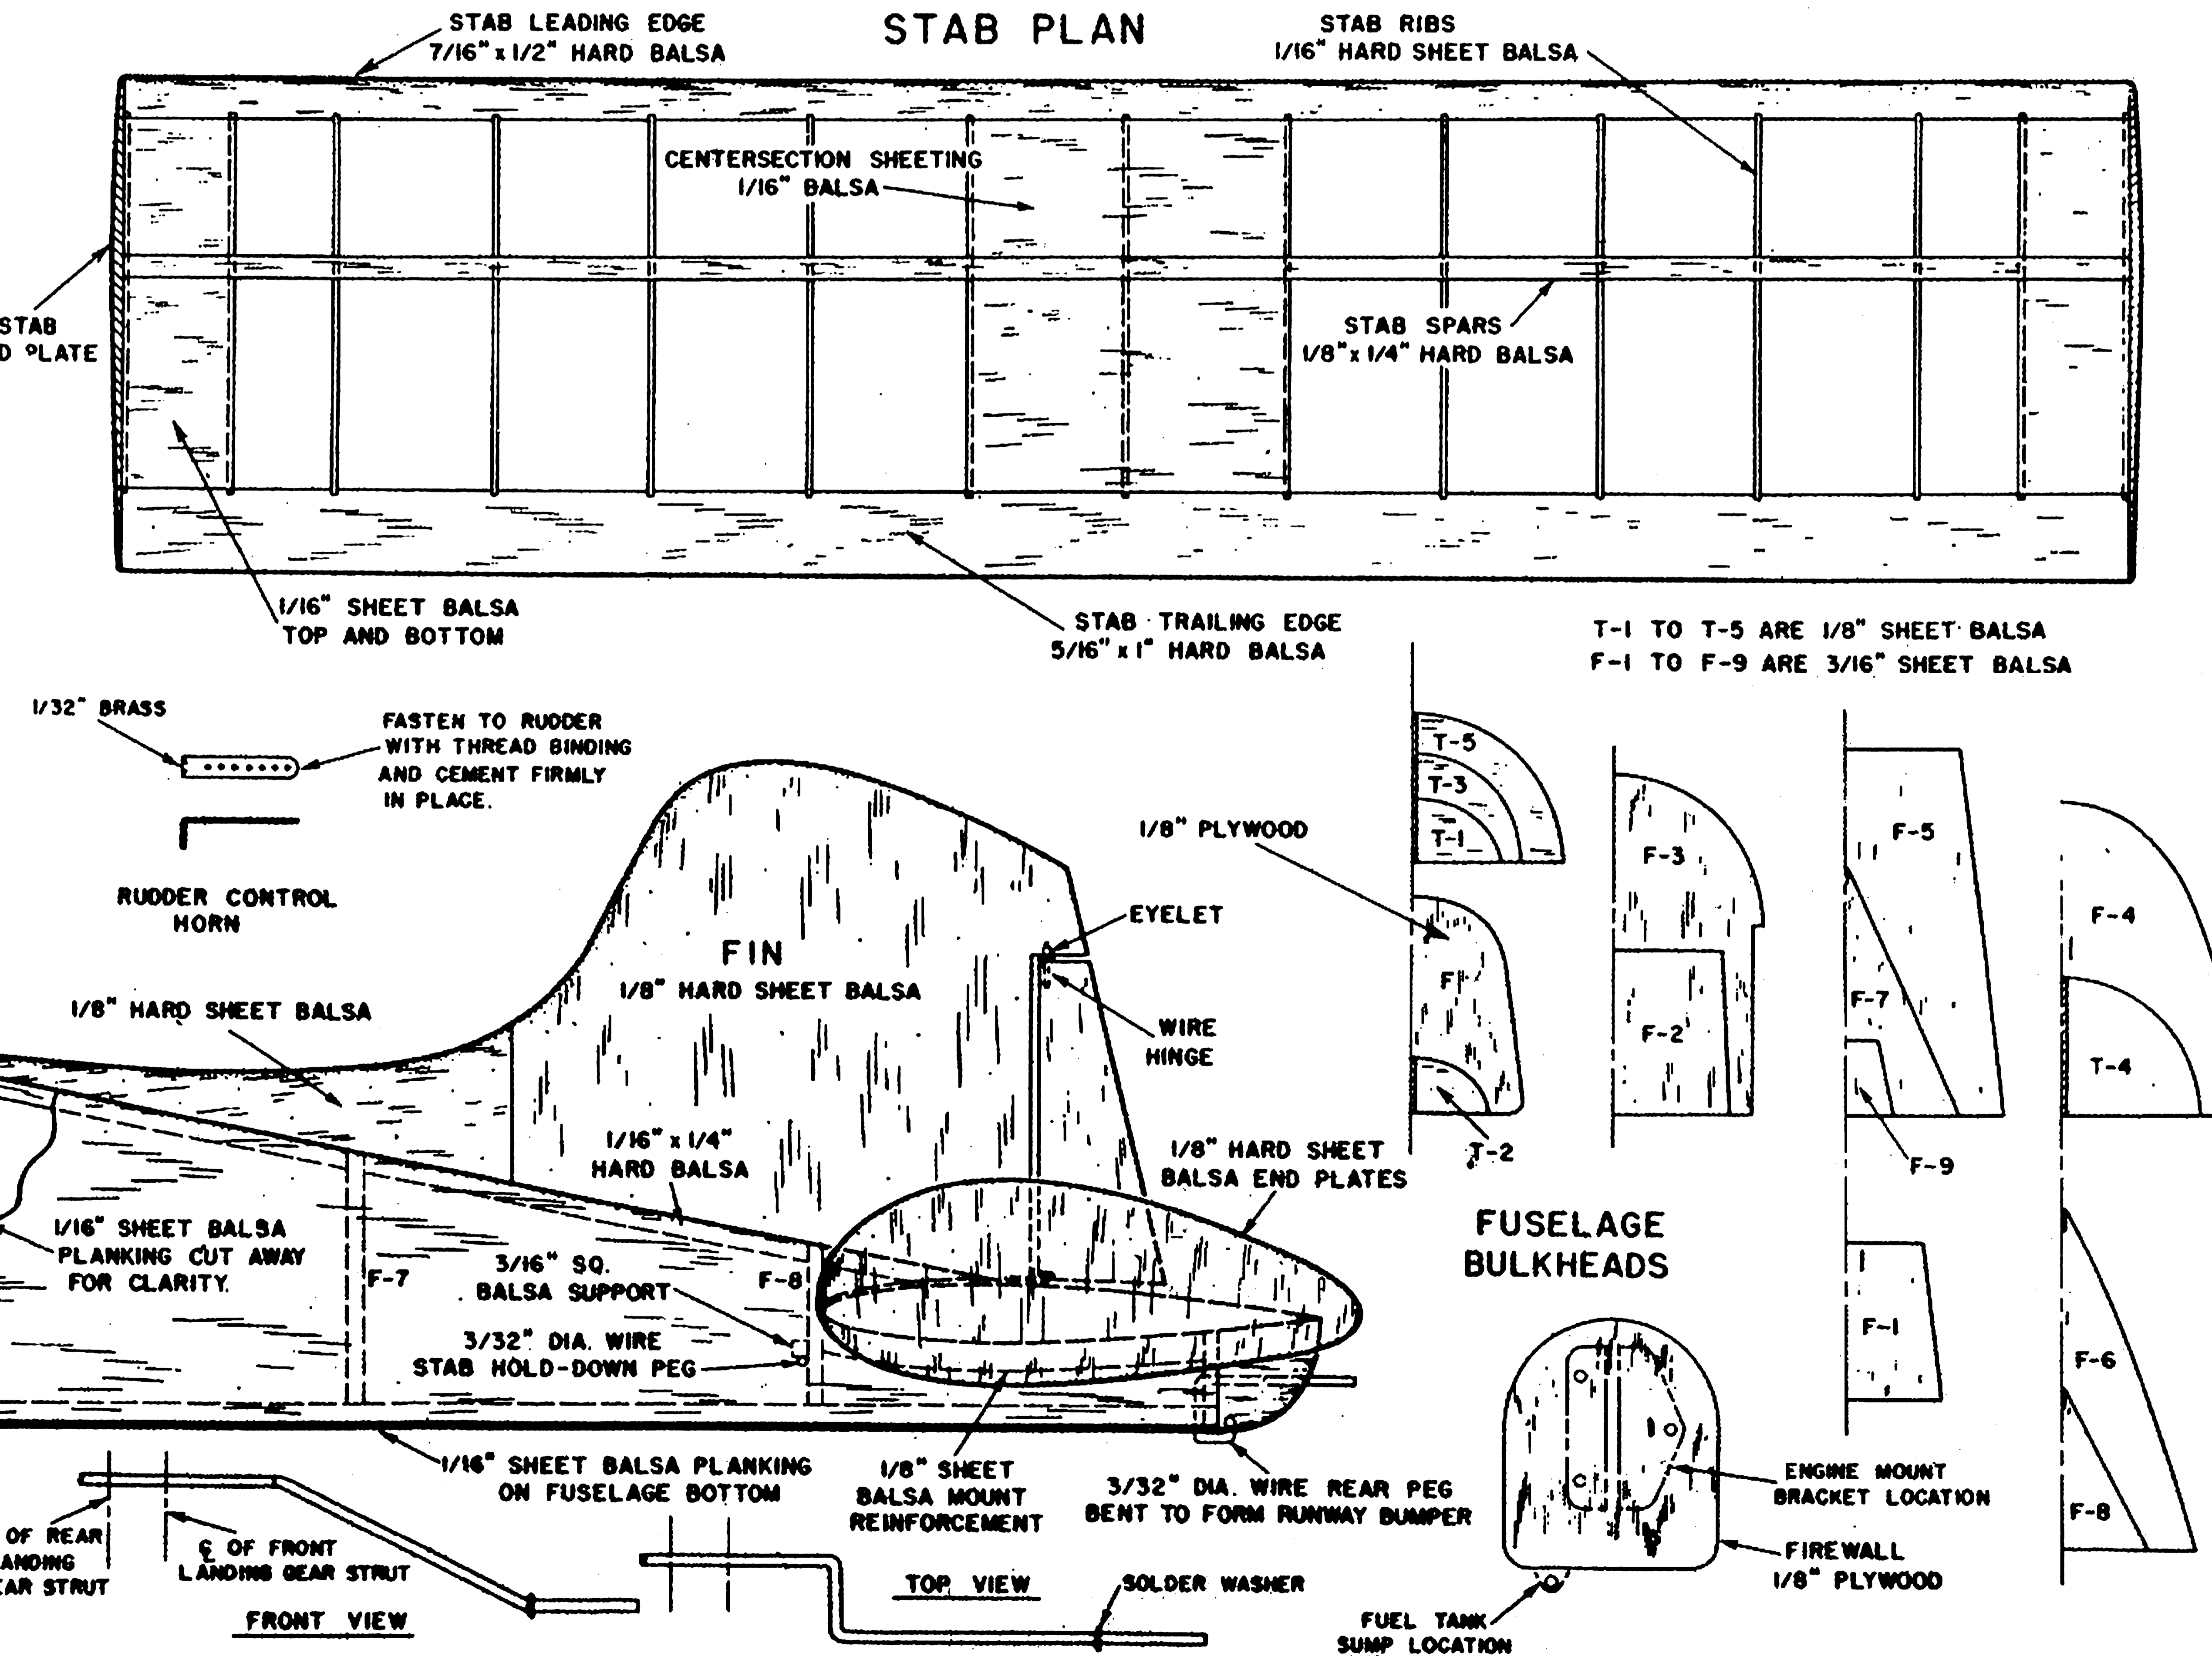 STAB PLAN
STAB LEADING EDGE
7/16" x 1/2" HARD BALSA
STAB RIBS
1/16" HARD SHEET BALSA
CENTERSECTION SHEETING
1/16" BALSA
STAB
PLATE
STAB SPARS
1/8" x 1/4" HARD BALSA
1/16" SHEET BALSA
TOP AND BOTTOM
STAB TRAILING EDGE
5/16" x 1" HARD BALSA
T-1 TO T-5 ARE 1/8" SHEET BALSA
F-1 TO F-9 ARE 3/16" SHEET BALSA
1/32" BRASS
FASTEN TO RUDDER
WITH THREAD BINDING
AND CEMENT FIRMLY
IN PLACE.
RUDDER CONTROL
HORN
FIN
1/8" HARD SHEET BALSA
1/8" HARD SHEET BALSA
EYELET
WIRE
HINGE
1/8" PLYWOOD
T-5
T-3
T-1
F
T-2
F-3
F-2
F-5
F-7
F-9
F-4
T-4
1/16" x 1/4"
HARD BALSA
1/8" HARD SHEET
BALSA END PLATES
1/16" SHEET BALSA
PLANKING CUT AWAY
FOR CLARITY.
F-7
3/16" SQ.
BALSA SUPPORT
F-8
3/32" DIA. WIRE
STAB HOLD-DOWN PEG
FUSELAGE
BULKHEADS
F-1
F-6
F-8
1/16" SHEET BALSA PLANKING
ON FUSELAGE BOTTOM
1/8" SHEET
BALSA MOUNT
REINFORCEMENT
3/32" DIA. WIRE REAR PEG
BENT TO FORM RUNWAY BUMPER
ENGINE MOUNT
BRACKET LOCATION
FIREWALL
1/8" PLYWOOD
FUEL TANK
SUMP LOCATION
OF REAR
ANDING
EAR STRUT
℄ OF FRONT
LANDING GEAR STRUT
FRONT VIEW
TOP VIEW
SOLDER WASHER